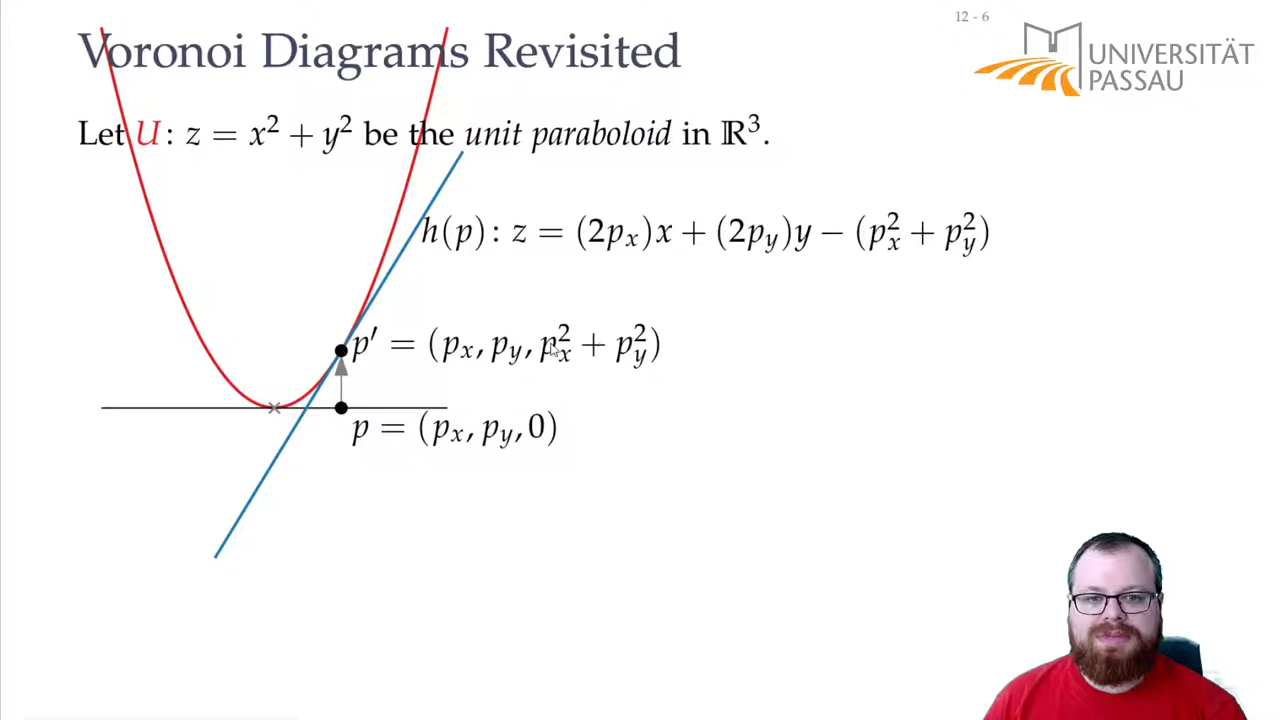 12 - 6
Voronoi Diagrams Revisited
UNIVERSITÄT
PASSAU
Let U: z = x² + y² be the unit paraboloid in ℝ³.
h(p): z = (2pₓ)x + (2p_y)y − (pₓ² + p_y²)
p′ = (pₓ, p_y, pₓ² + p_y²)
p = (pₓ, p_y, 0)